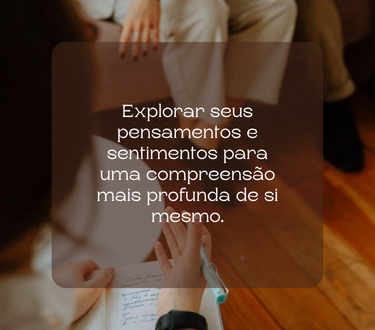 Explorar seus
pensamentos e
sentimentos para
uma compreensão
mais profunda de si
mesmo.